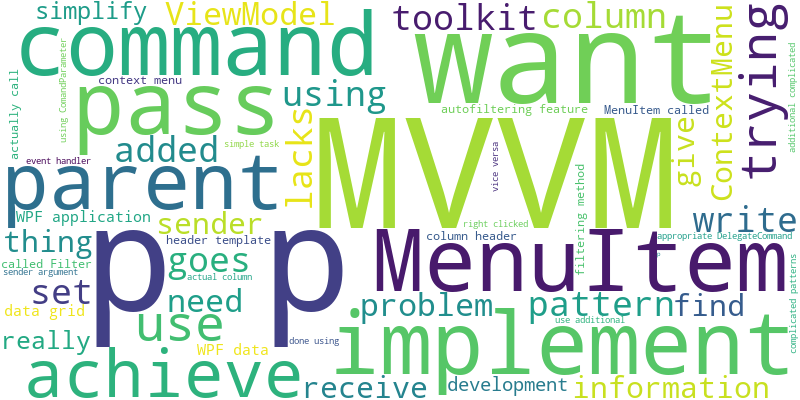 simplify
ViewModel
toolkit
column
command
want
trying
additional complicated
using ComandParameter
context menu
actually call
pass
using
autofiltering feature
MenuItem called
ContextMenu
added
simple task
lacks
MVVM
vice versa
give
event handler
parent
filtering method
WPF application
sender
right clicked
write
thing
header template
p p
column header
appropriate DelegateCommand
called Filter
sender argument
goes
actual column
MenuItem
set
need
problem
pattern
find
complicated patterns
data grid
use
use additional
implement
really
WPF data
done using
achieve
receive
development
information